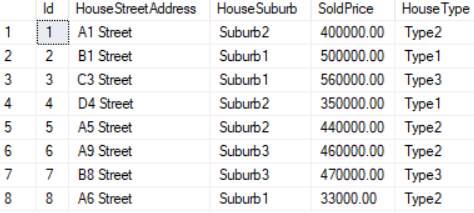 Id HouseStreetAddress HouseSuburb SoldPrice HouseType
1 1 A1 Street Suburb2 400000.00 Type2
2 2 B1 Street Suburb1 500000.00 Type1
3 3 C3 Street Suburb1 560000.00 Type3
4 4 D4 Street Suburb2 350000.00 Type1
5 5 A5 Street Suburb2 440000.00 Type2
6 6 A9 Street Suburb3 460000.00 Type2
7 7 B8 Street Suburb3 470000.00 Type3
8 8 A6 Street Suburb1 33000.00 Type2